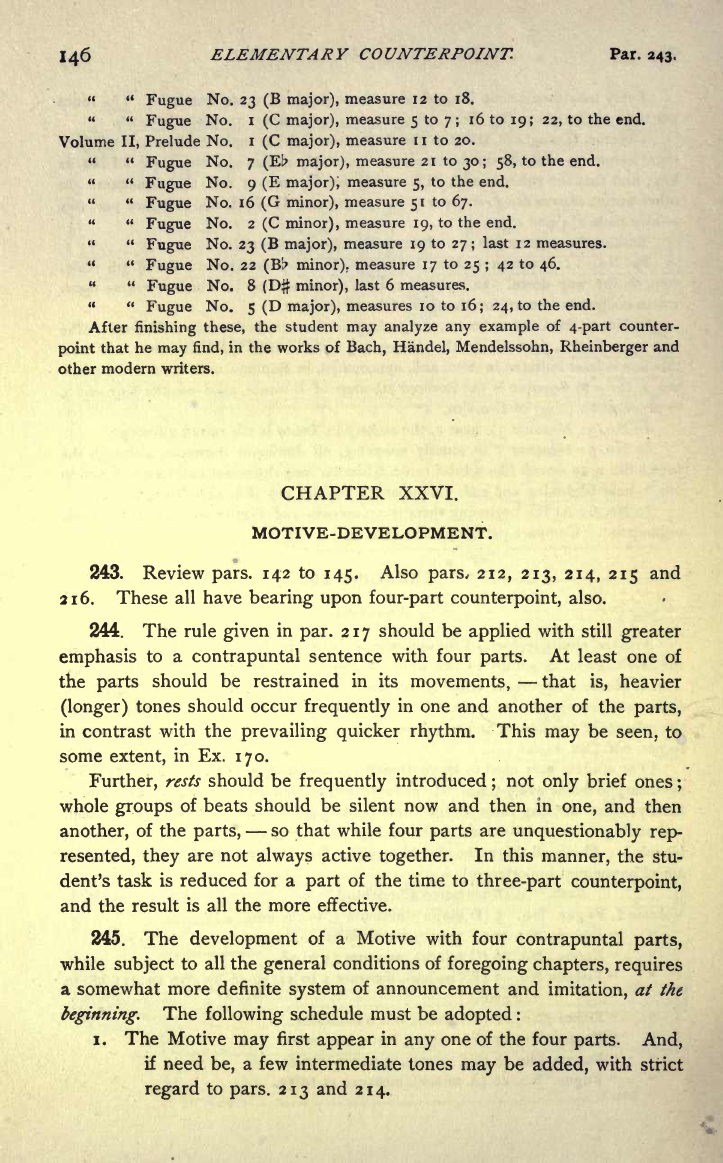 146 ELEMENTARY COUNTERPOINT. Par. 243.
“ “ Fugue No. 23 (B major), measure 12 to 18.
“ “ Fugue No. 1 (C major), measure 5 to 7; 16 to 19; 22, to the end.
Volume II, Prelude No. 1 (C major), measure 11 to 20.
“ “ Fugue No. 7 (E♭ major), measure 21 to 30; 58, to the end.
“ “ Fugue No. 9 (E major), measure 5, to the end.
“ “ Fugue No. 16 (G minor), measure 51 to 67.
“ “ Fugue No. 2 (C minor), measure 19, to the end.
“ “ Fugue No. 23 (B major), measure 19 to 27; last 12 measures.
“ “ Fugue No. 22 (B♭ minor), measure 17 to 25; 42 to 46.
“ “ Fugue No. 8 (D♯ minor), last 6 measures.
“ “ Fugue No. 5 (D major), measures 10 to 16; 24, to the end.
After finishing these, the student may analyze any example of 4-part counter-
point that he may find, in the works of Bach, Händel, Mendelssohn, Rheinberger and
other modern writers.
CHAPTER XXVI.
MOTIVE-DEVELOPMENT.
243. Review pars. 142 to 145. Also pars. 212, 213, 214, 215 and
216. These all have bearing upon four-part counterpoint, also.
244. The rule given in par. 217 should be applied with still greater
emphasis to a contrapuntal sentence with four parts. At least one of
the parts should be restrained in its movements, — that is, heavier
(longer) tones should occur frequently in one and another of the parts,
in contrast with the prevailing quicker rhythm. This may be seen, to
some extent, in Ex. 170.
Further, rests should be frequently introduced; not only brief ones;
whole groups of beats should be silent now and then in one, and then
another, of the parts, — so that while four parts are unquestionably rep-
resented, they are not always active together. In this manner, the stu-
dent's task is reduced for a part of the time to three-part counterpoint,
and the result is all the more effective.
245. The development of a Motive with four contrapuntal parts,
while subject to all the general conditions of foregoing chapters, requires
a somewhat more definite system of announcement and imitation, at the
beginning. The following schedule must be adopted:
1. The Motive may first appear in any one of the four parts. And,
if need be, a few intermediate tones may be added, with strict
regard to pars. 213 and 214.